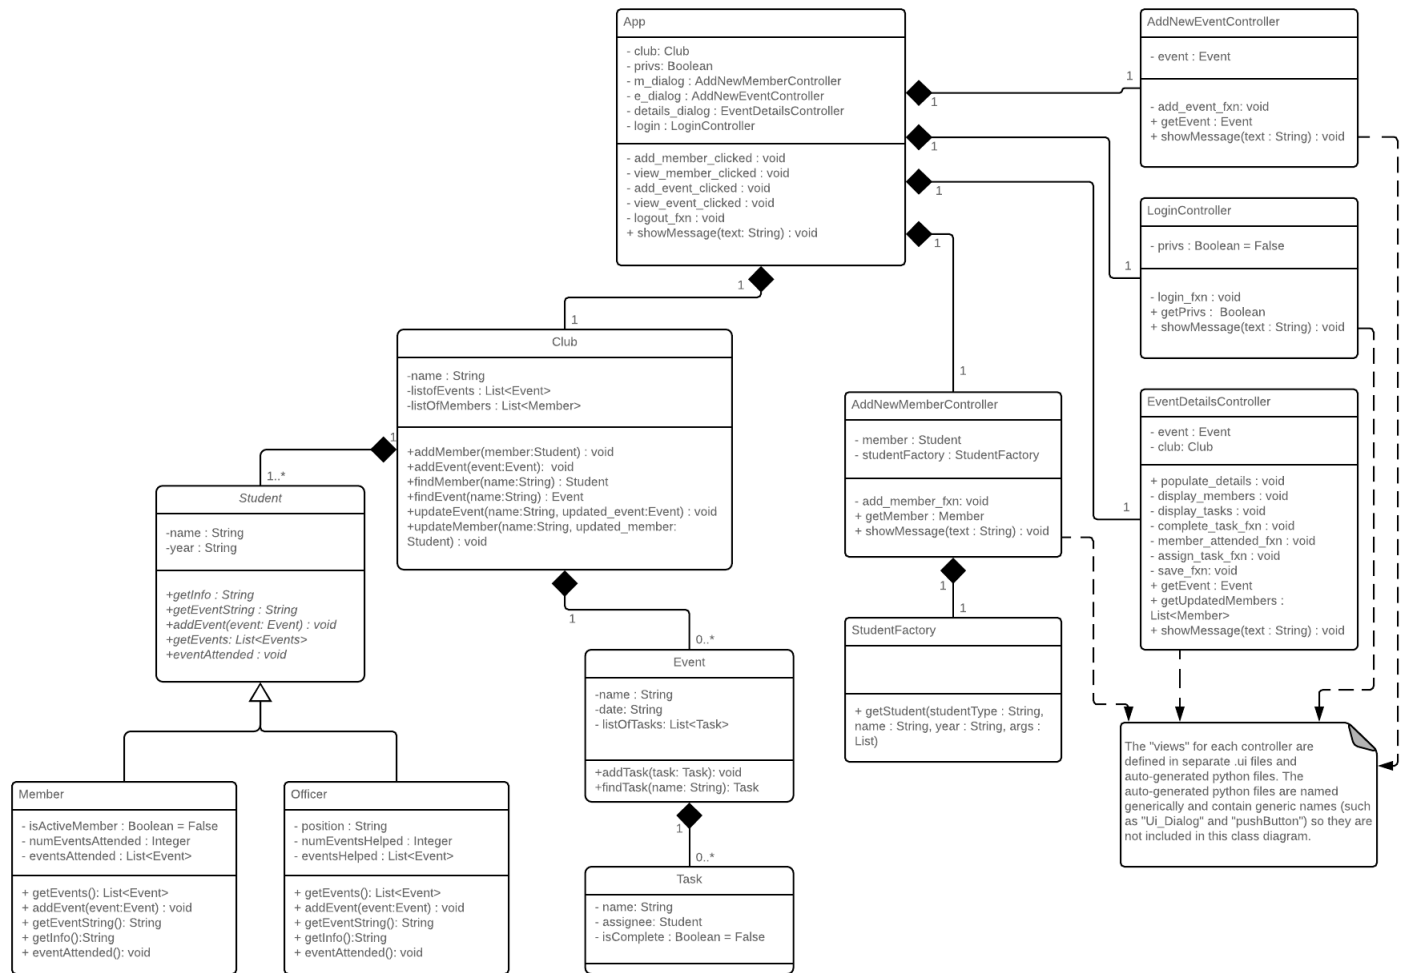 App
- club: Club
- privs: Boolean
- m_dialog : AddNewMemberController
- e_dialog : AddNewEventController
- details_dialog : EventDetailsController
- login : LoginController
- add_member_clicked : void
- view_member_clicked : void
- add_event_clicked : void
- view_event_clicked : void
- logout_fxn : void
+ showMessage(text: String) : void
1
1
1
1
1
AddNewEventController
- event : Event
- add_event_fxn: void
+ getEvent : Event
+ showMessage(text : String) : void
1
LoginController
- privs : Boolean = False
- login_fxn : void
+ getPrivs :  Boolean
+ showMessage(text : String) : void
1
EventDetailsController
- event : Event
- club: Club
+ populate_details : void
- display_members : void
- display_tasks : void
- complete_task_fxn : void
- member_attended_fxn : void
- assign_task_fxn : void
- save_fxn: void
+ getEvent : Event
+ getUpdatedMembers :
List<Member>
+ showMessage(text : String) : void
1
1
Club
-name : String
-listofEvents : List<Event>
-listOfMembers : List<Member>
+addMember(member:Student) : void
+addEvent(event:Event):  void
+findMember(name:String) : Student
+findEvent(name:String) : Event
+updateEvent(name:String, updated_event:Event) : void
+updateMember(name:String, updated_member:
Student) : void
1
1
1
AddNewMemberController
- member : Student
- studentFactory : StudentFactory
- add_member_fxn: void
+ getMember : Member
+ showMessage(text : String) : void
1
1
StudentFactory
+ getStudent(studentType : String,
name : String, year : String, args :
List)
1..*
Student
-name : String
-year : String
+getInfo : String
+getEventString : String
+addEvent(event: Event) : void
+getEvents: List<Events>
+eventAttended : void
0..*
Event
-name : String
-date: String
- listOfTasks: List<Task>
+addTask(task: Task): void
+findTask(name: String): Task
1
0..*
Task
- name: String
- assignee: Student
- isComplete : Boolean = False
Member
- isActiveMember : Boolean = False
- numEventsAttended : Integer
- eventsAttended : List<Event>
+ getEvents(): List<Event>
+ addEvent(event:Event) : void
+ getEventString(): String
+ getInfo():String
+ eventAttended(): void
Officer
- position : String
- numEventsHelped : Integer
- eventsHelped : List<Event>
+ getEvents(): List<Event>
+ addEvent(event:Event) : void
+ getEventString(): String
+ getInfo():String
+ eventAttended(): void
The "views" for each controller are
defined in separate .ui files and
auto-generated python files. The
auto-generated python files are named
generically and contain generic names (such
as "Ui_Dialog" and "pushButton") so they are
not included in this class diagram.